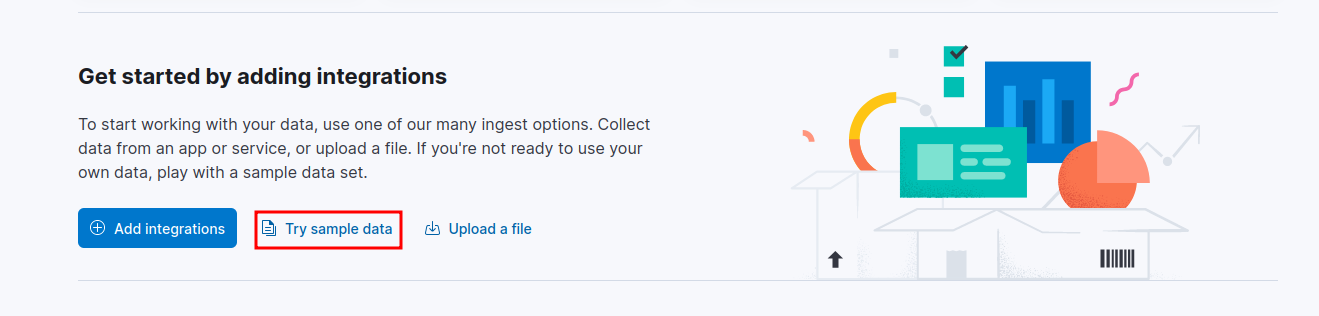 Get started by adding integrations
To start working with your data, use one of our many ingest options. Collect
data from an app or service, or upload a file. If you're not ready to use your
own data, play with a sample data set.
Add integrations
Try sample data
Upload a file